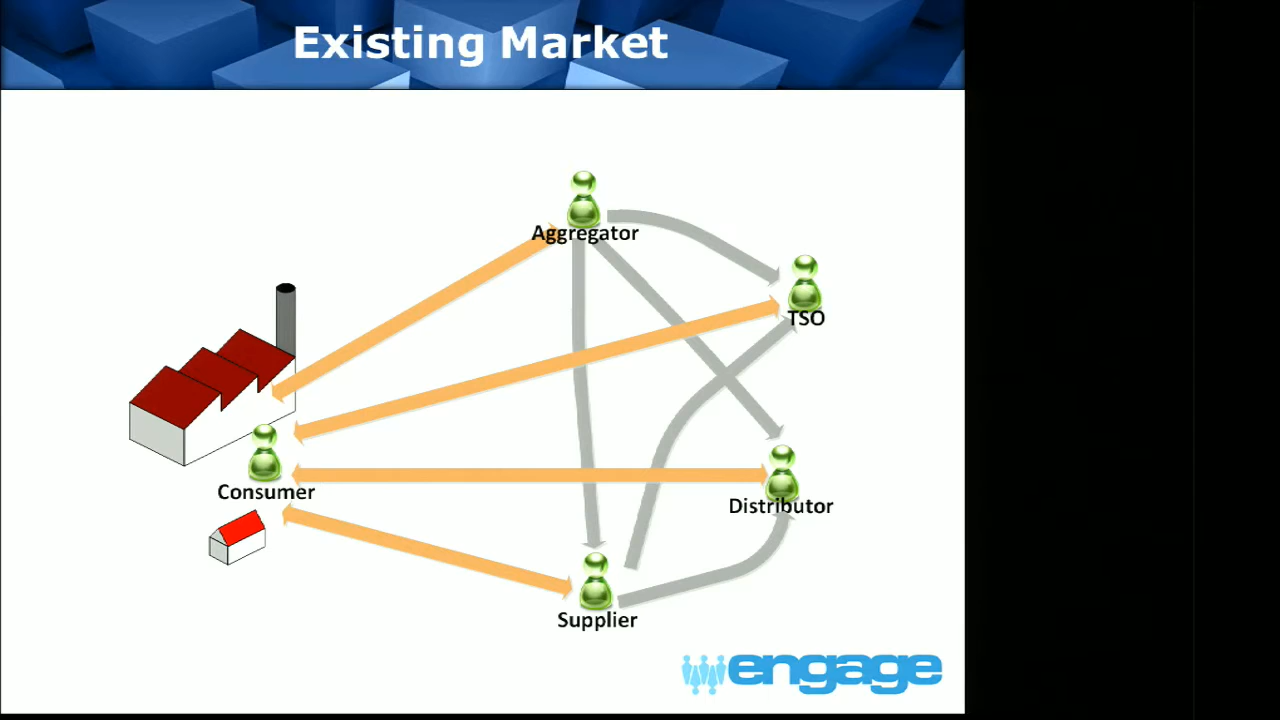 Existing Market
Aggregator
TSO
Consumer
Distributor
Supplier
engage